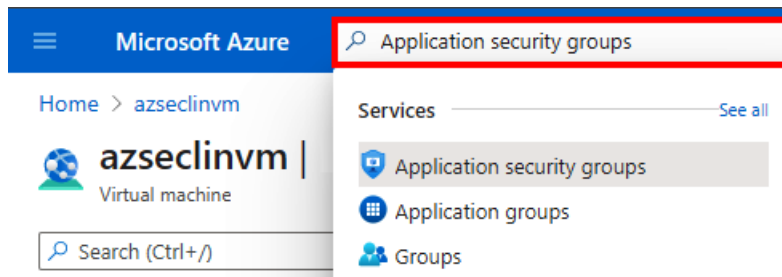 Microsoft Azure
Application security groups
Home > azseclinvm
azseclinvm |
Virtual machine
Search (Ctrl+/)
Services
See all
Application security groups
Application groups
Groups